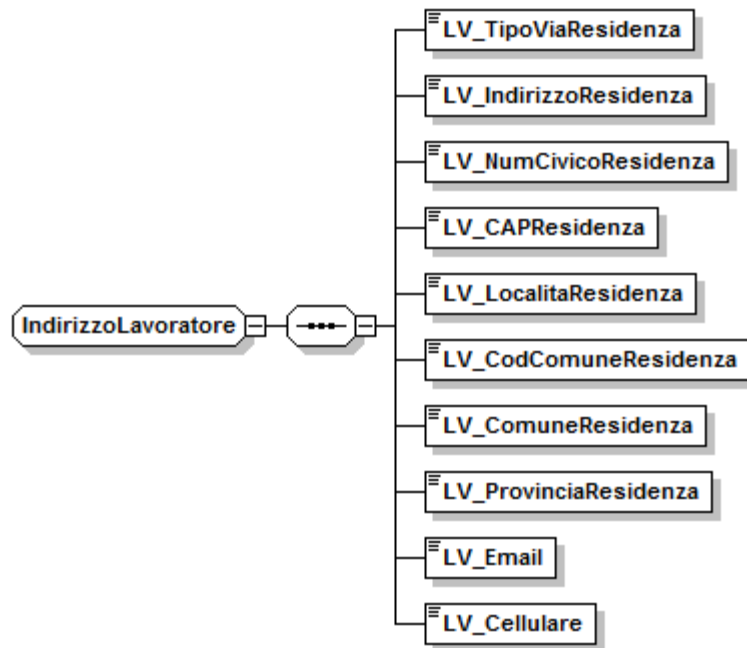 LV_TipoViaResidenza
LV_IndirizzoResidenza
LV_NumCivicoResidenza
LV_CAPResidenza
LV_LocalitaResidenza
IndirizzoLavoratore
LV_CodComuneResidenza
LV_ComuneResidenza
LV_ProvinciaResidenza
LV_Email
LV_Cellulare